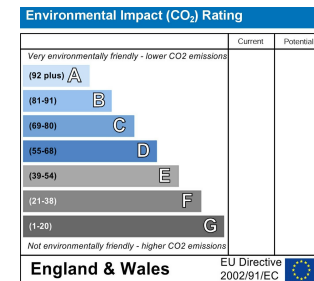 Environmental Impact (CO₂) Rating
Current Potential
Very environmentally friendly - lower CO2 emissions
(92 plus) A
(81-91) B
(69-80) C
(55-68) D
(39-54) E
(21-38) F
(1-20) G
Not environmentally friendly - higher CO2 emissions
England & Wales
EU Directive
2002/91/EC